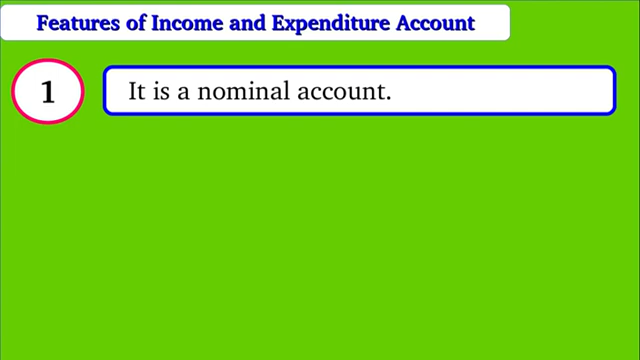 Features of Income and Expenditure Account
1 It is a nominal account.